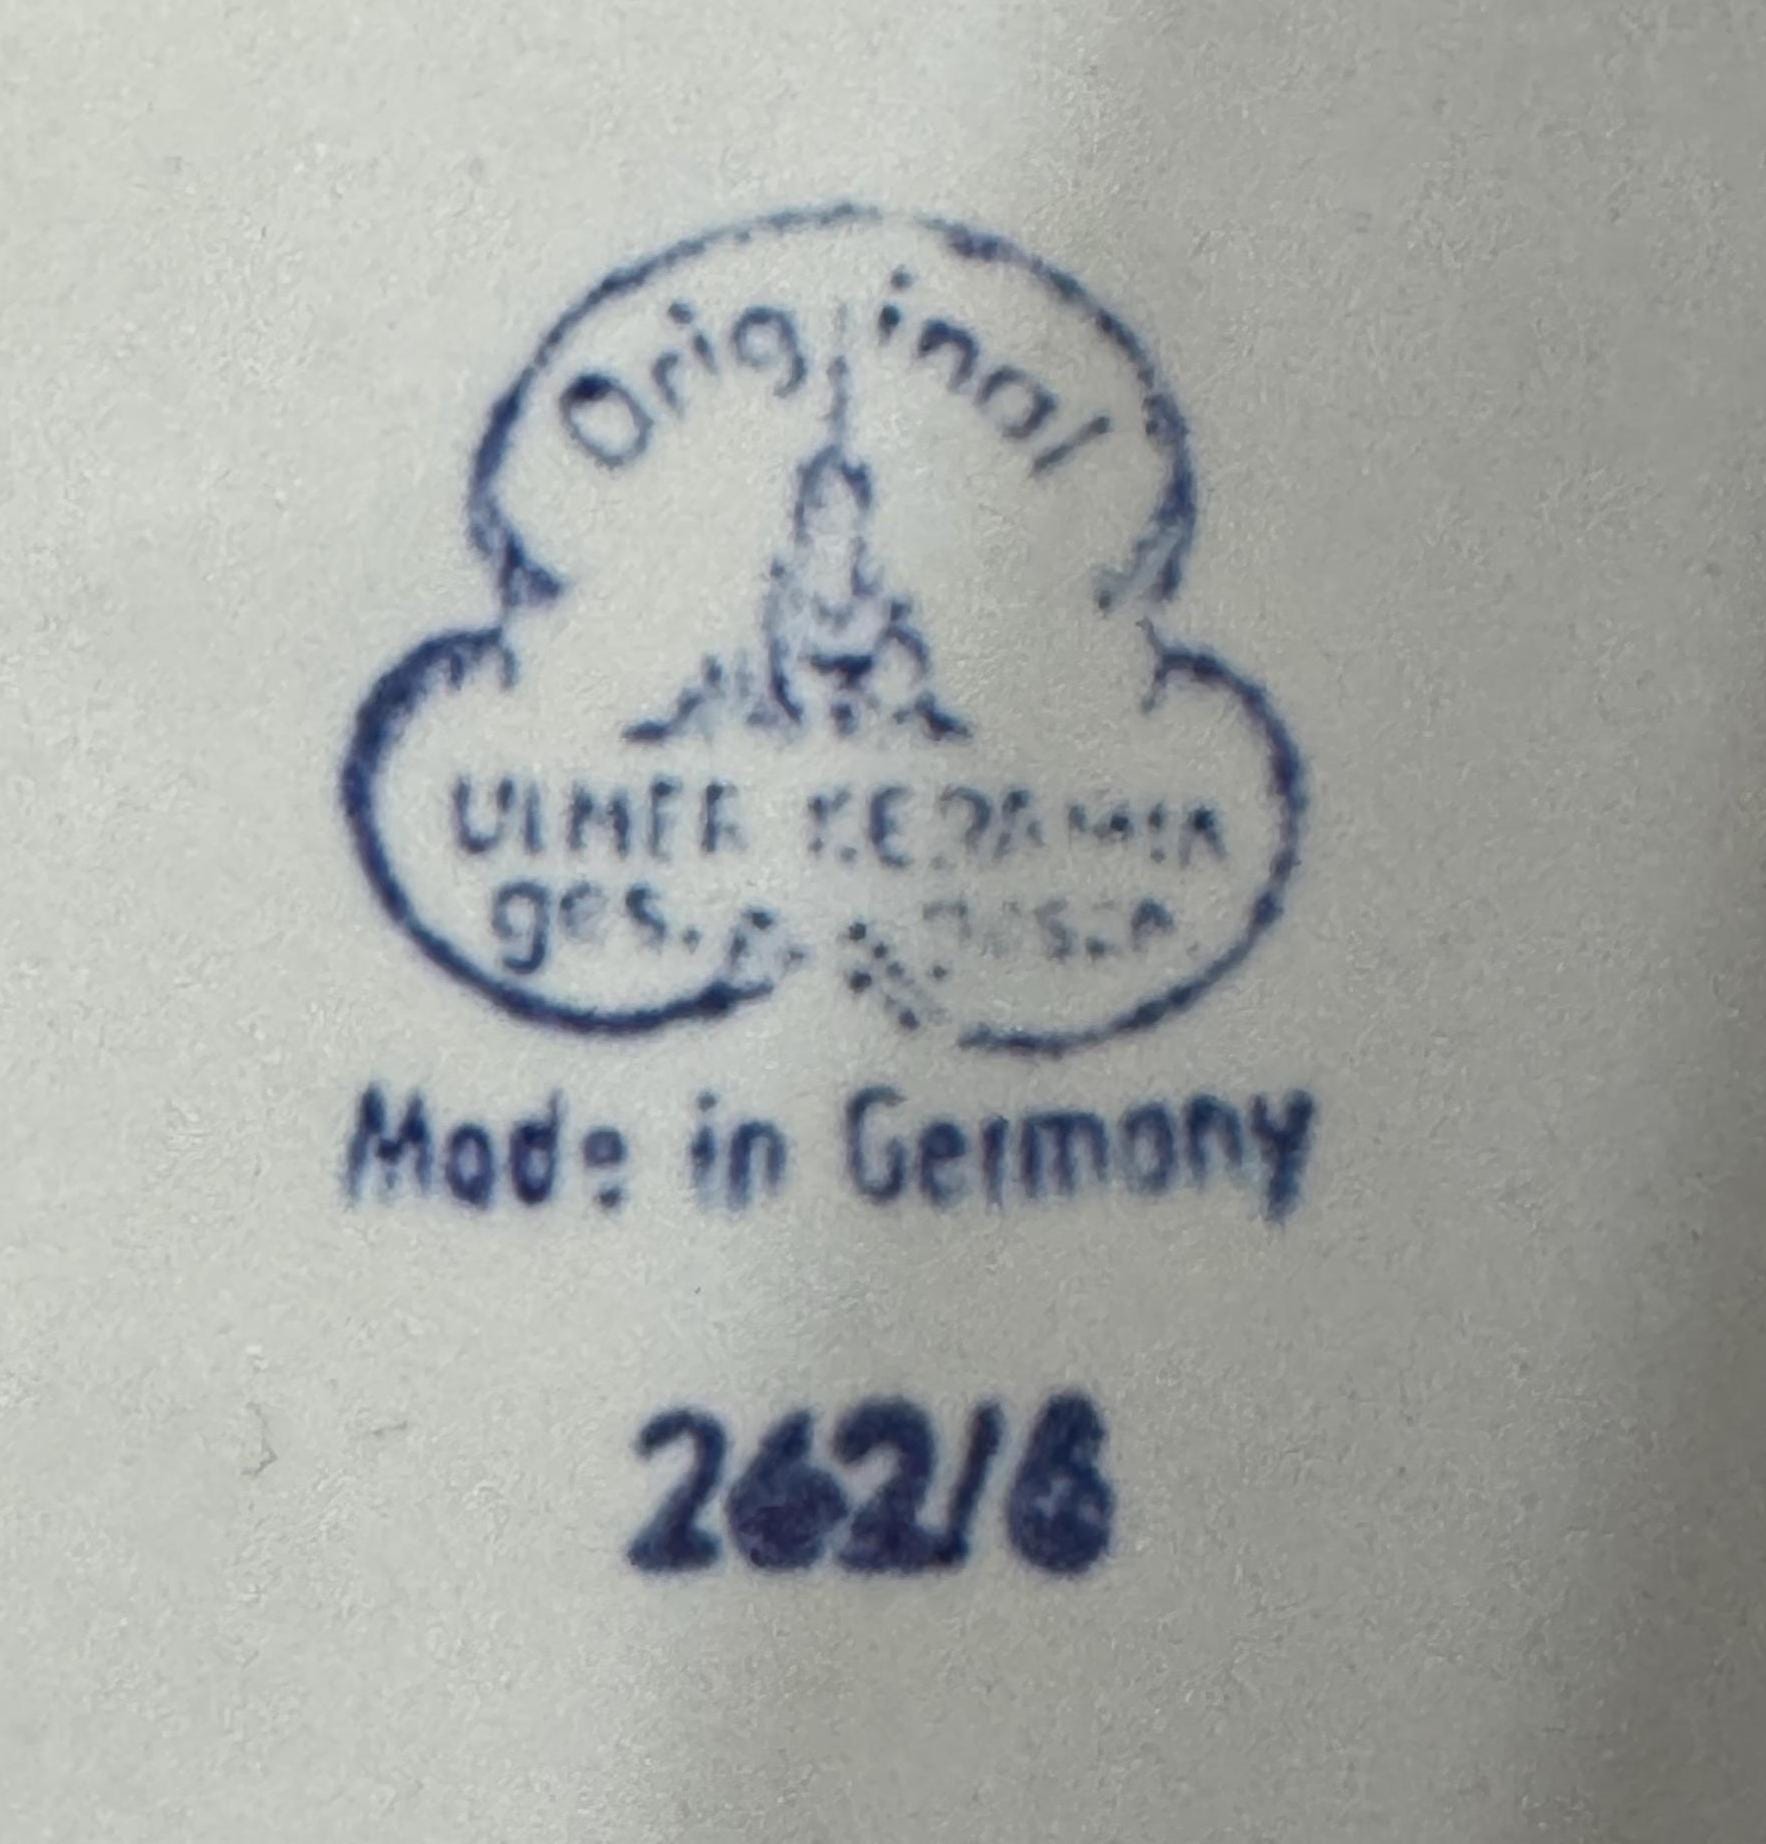 Original
ULMER KERAMIK
ges.
Made in Germany
262/6